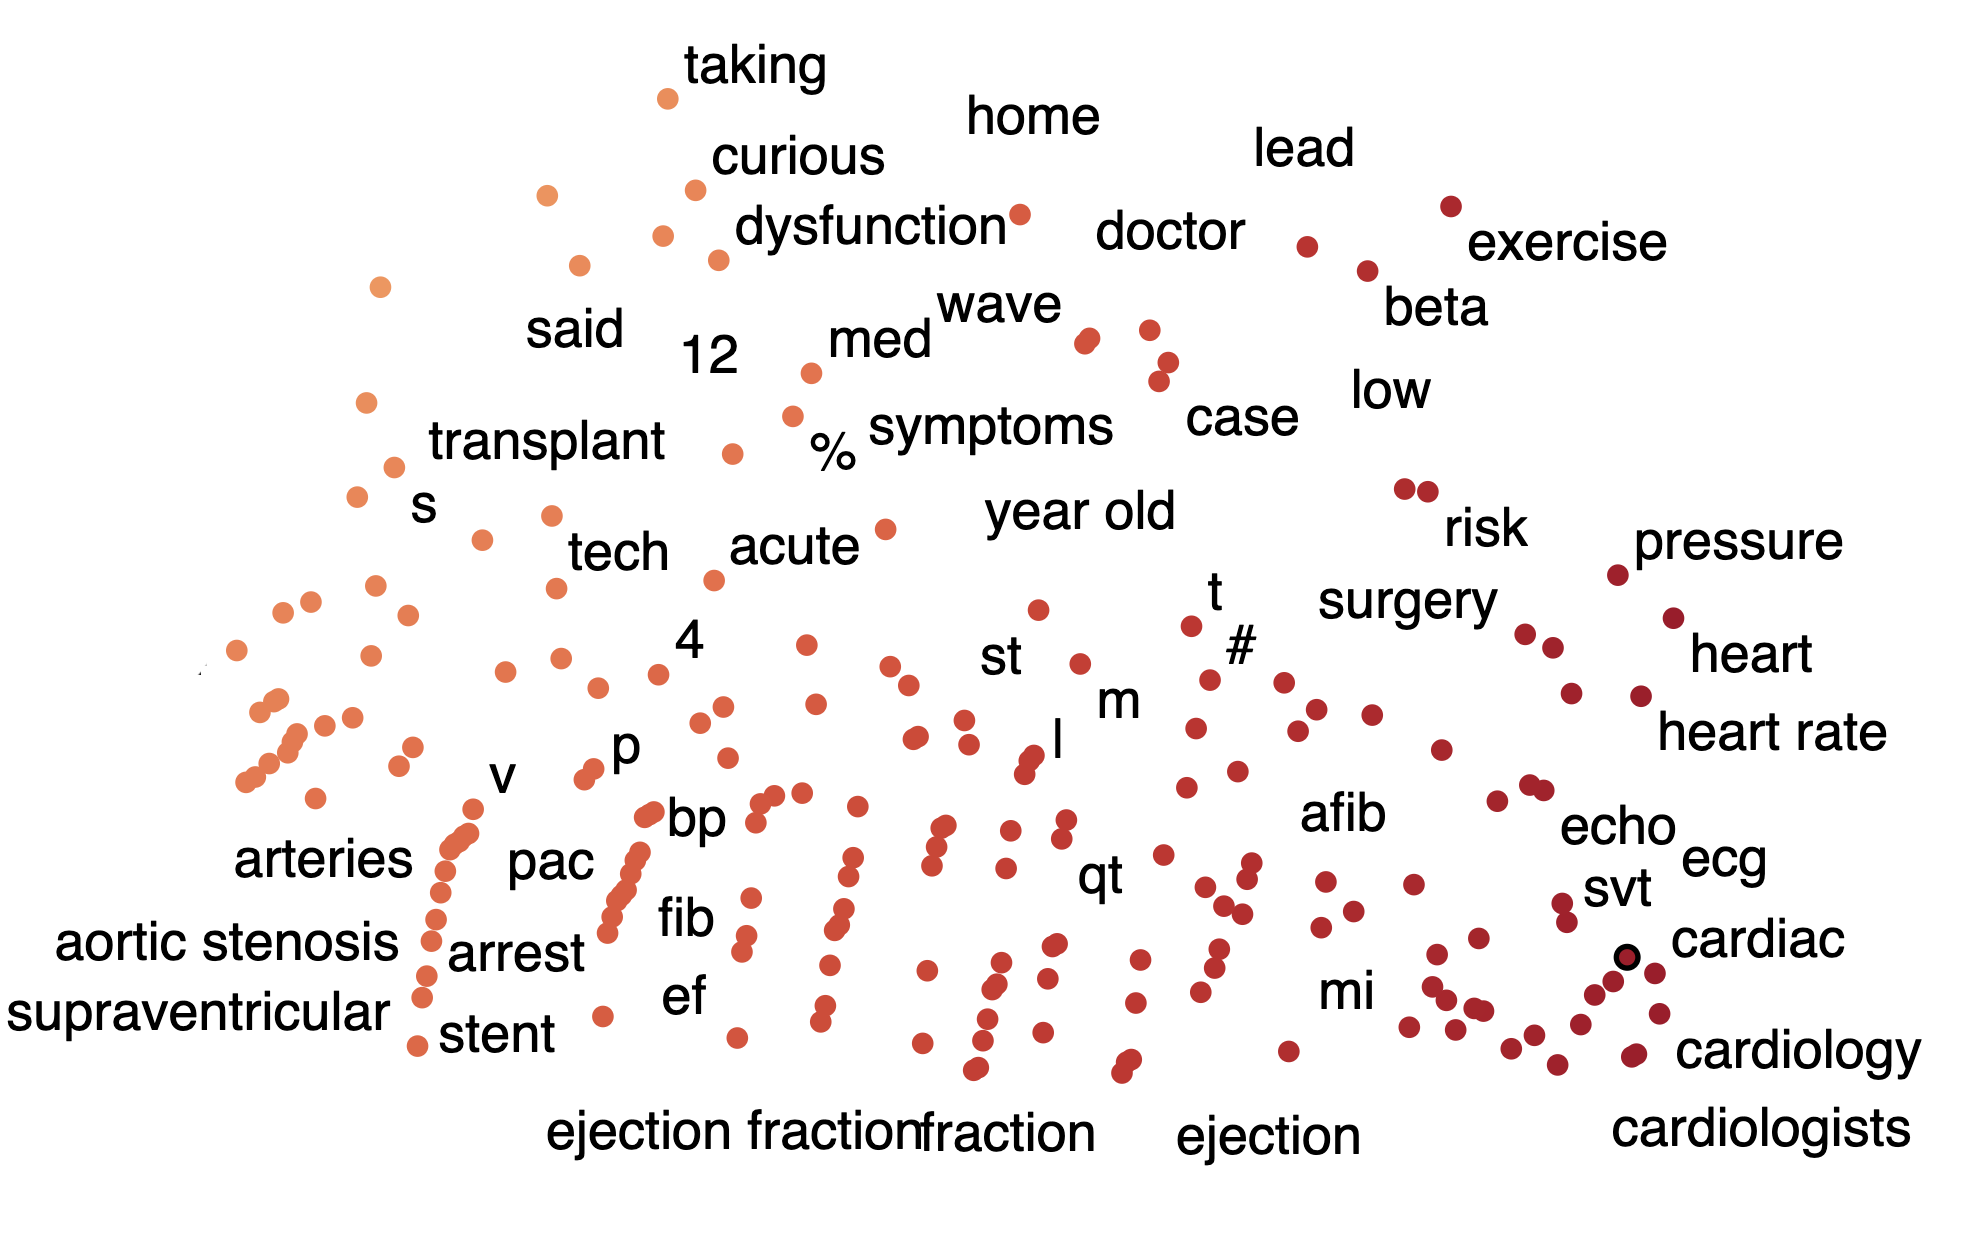 taking
home
lead
curious
dysfunction
doctor
exercise
wave
beta
said
12
med
low
case
symptoms
transplant
%
s
year old
risk
pressure
tech
acute
t
surgery
4
st
#
heart
m
heart rate
l
p
v
bp
afib
echo
arteries
pac
qt
ecg
svt
fib
aortic stenosis
arrest
cardiac
supraventricular
ef
mi
stent
cardiology
ejection fraction
fraction
ejection
cardiologists